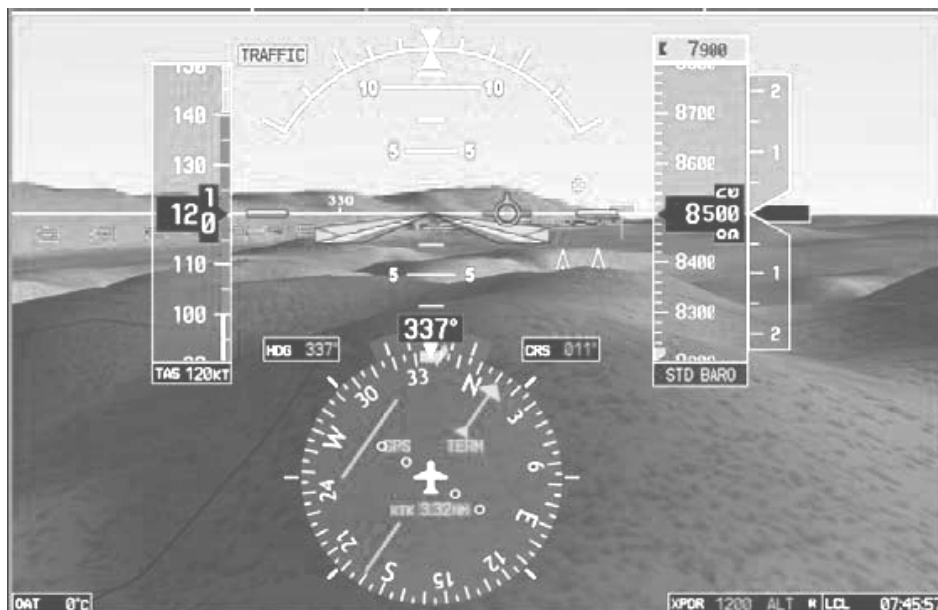 TRAFFIC
7900
130
140
130
120
110
100
TAS 120KT
10 10
5 5
330
5 5
8700
8600
8500
8400
8300
STD BARO
2
1
1
2
337°
HDG 337°
CRS 011°
33
N
3
6
E
12
15
S
21
24
W
30
GPS
TERM
XTK 3.32NM
OAT 0°C
XPDR 1200 ALT R
LCL 07:45:57